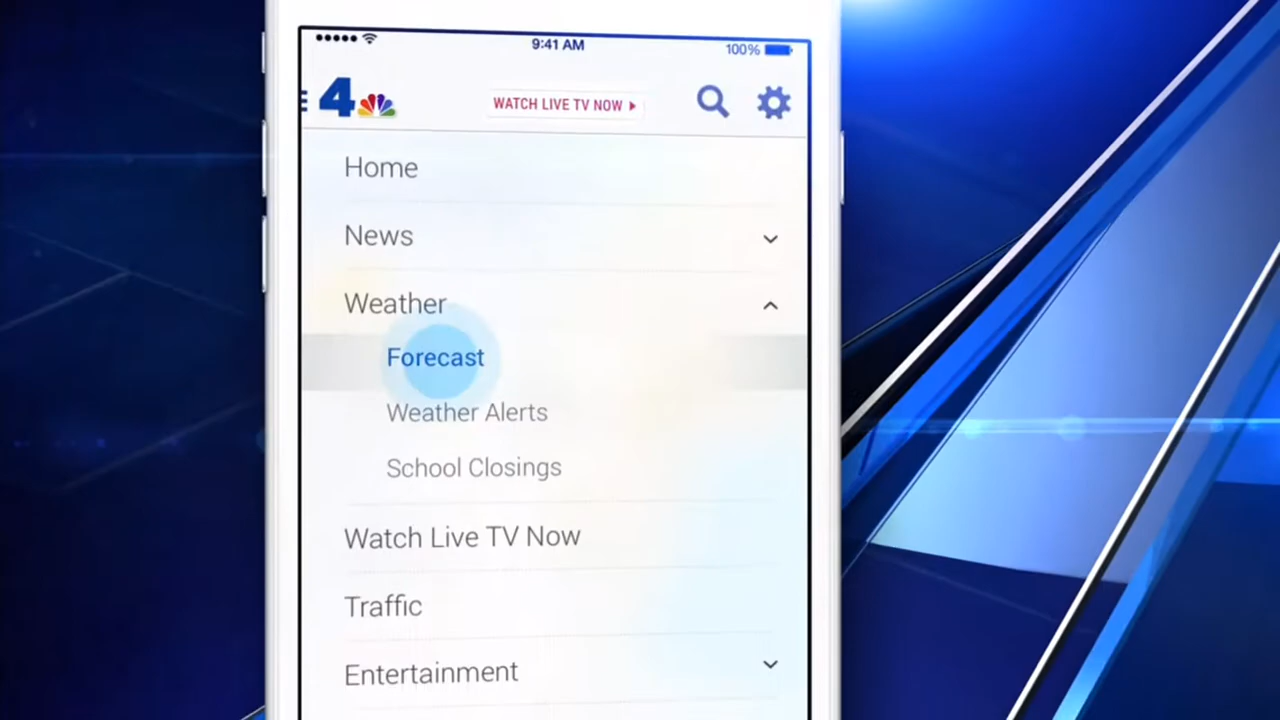 9:41 AM
100%
4
WATCH LIVE TV NOW
Home
News
Weather
Forecast
Weather Alerts
School Closings
Watch Live TV Now
Traffic
Entertainment